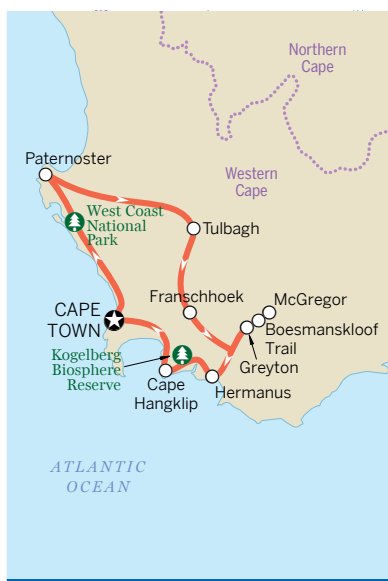 Northern
Cape
Paternoster
Western
Cape
West Coast
National
Park
Tulbagh
Franschhoek
McGregor
CAPE
TOWN
Boesmanskloof
Trail
Kogelberg
Biosphere
Reserve
Greyton
Cape
Hangklip
Hermanus
ATLANTIC
OCEAN